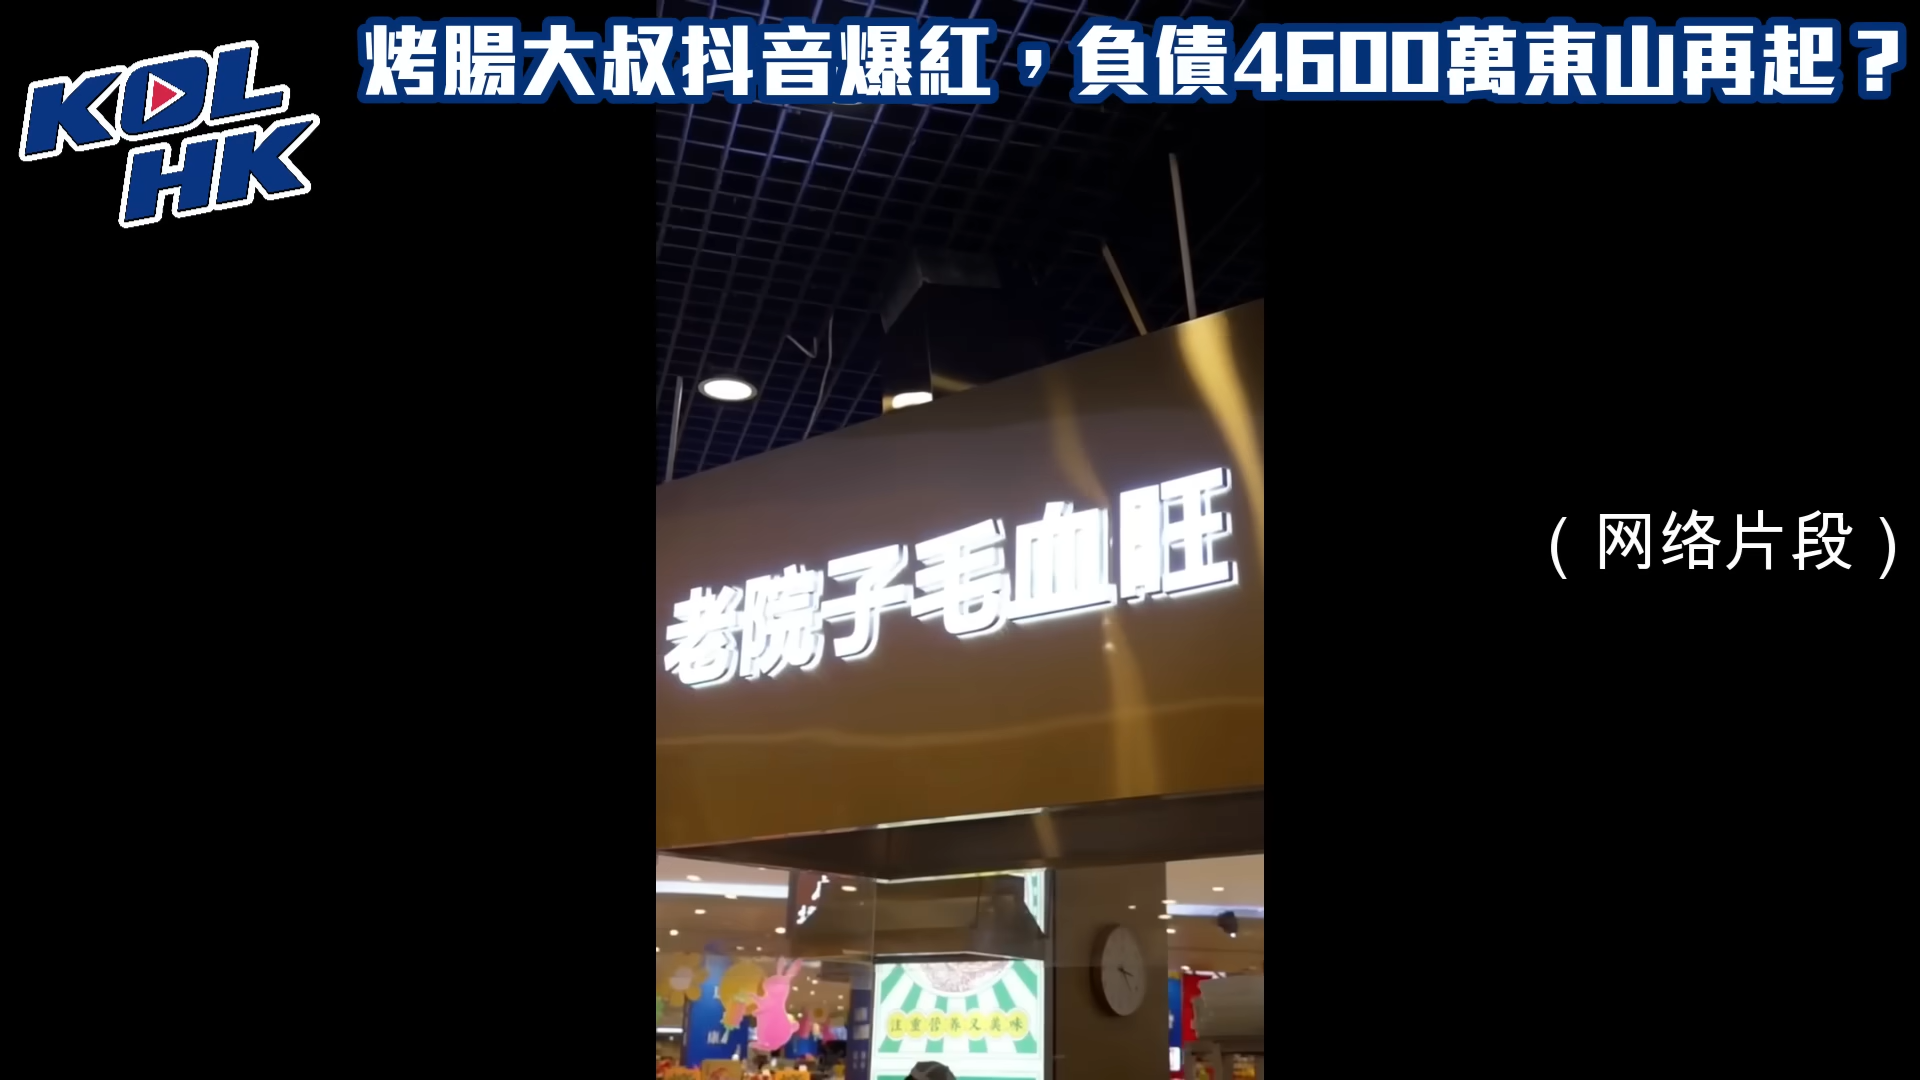 烤腸大叔抖音爆紅，負債4600萬東山再起？
KOL
HK
（网络片段）
老院子毛血旺
注重营养又美味